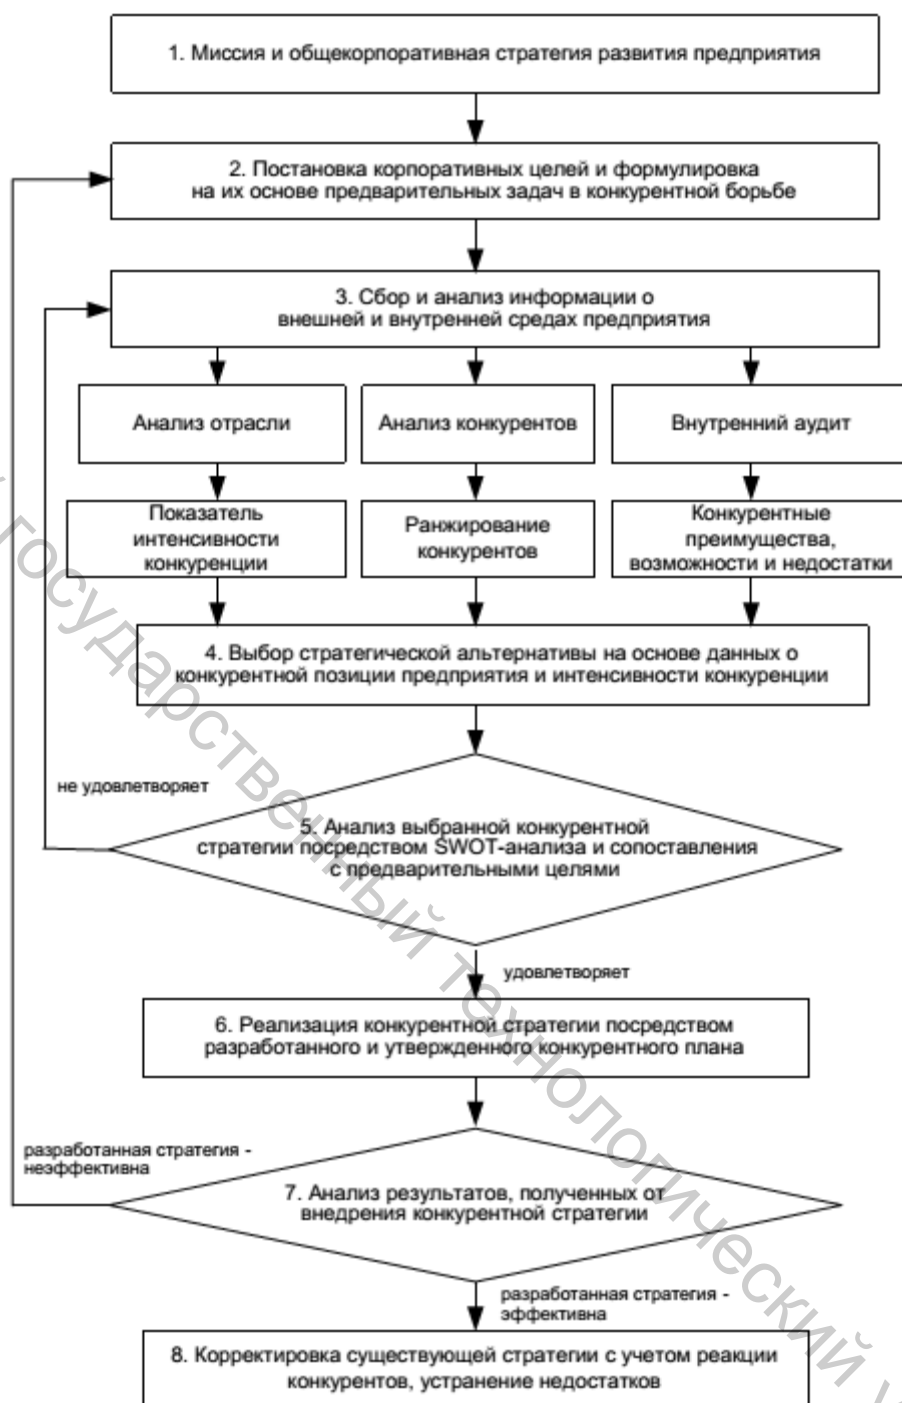 1. Миссия и общекорпоративная стратегия развития предприятия
2. Постановка корпоративных целей и формулировка
на их основе предварительных задач в конкурентной борьбе
3. Сбор и анализ информации о
внешней и внутренней средах предприятия
Анализ отрасли
Анализ конкурентов
Внутренний аудит
Показатель
интенсивности
конкуренции
Ранжирование
конкурентов
Конкурентные
преимущества,
возможности и недостатки
4. Выбор стратегической альтернативы на основе данных о
конкурентной позиции предприятия и интенсивности конкуренции
не удовлетворяет
5. Анализ выбранной конкурентной
стратегии посредством SWOT-анализа и сопоставления
с предварительными целями
удовлетворяет
6. Реализация конкурентной стратегии посредством
разработанного и утвержденного конкурентного плана
разработанная стратегия -
неэффективна
7. Анализ результатов, полученных от
внедрения конкурентной стратегии
разработанная стратегия -
эффективна
8. Корректировка существующей стратегии с учетом реакции
конкурентов, устранение недостатков
государственный технологический